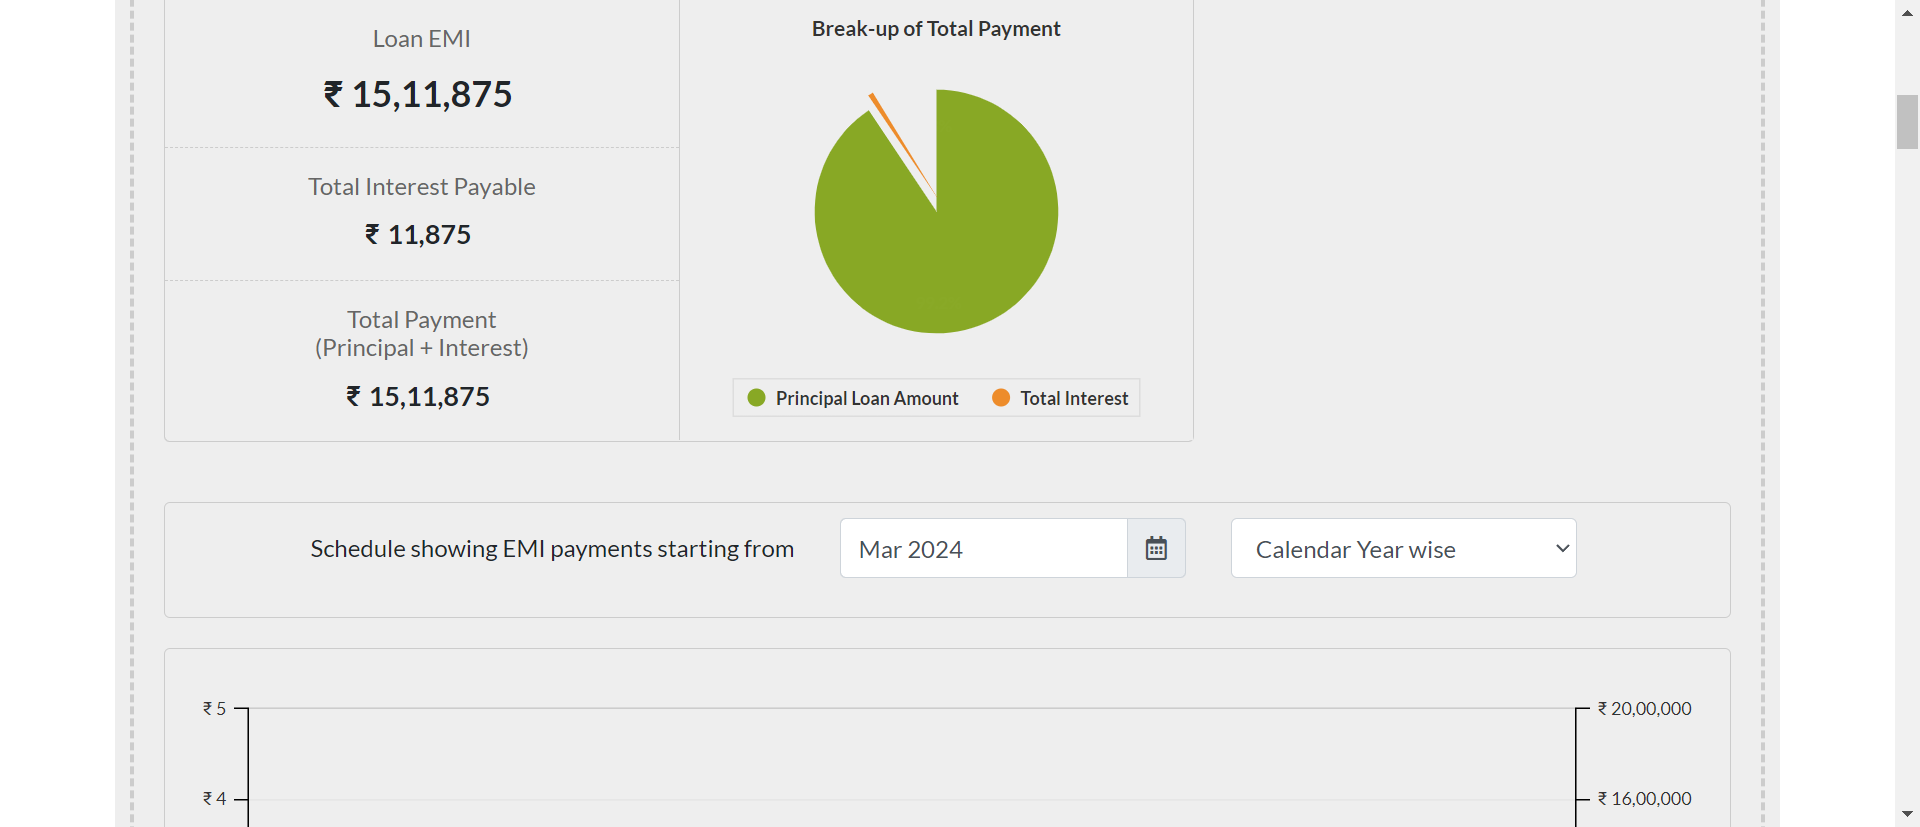 Loan EMI
₹ 15,11,875
Total Interest Payable
₹ 11,875
Total Payment
(Principal + Interest)
₹ 15,11,875
Break-up of Total Payment
Principal Loan Amount
Total Interest
Schedule showing EMI payments starting from
Mar 2024
Calendar Year wise
₹ 5
₹ 4
₹ 20,00,000
₹ 16,00,000